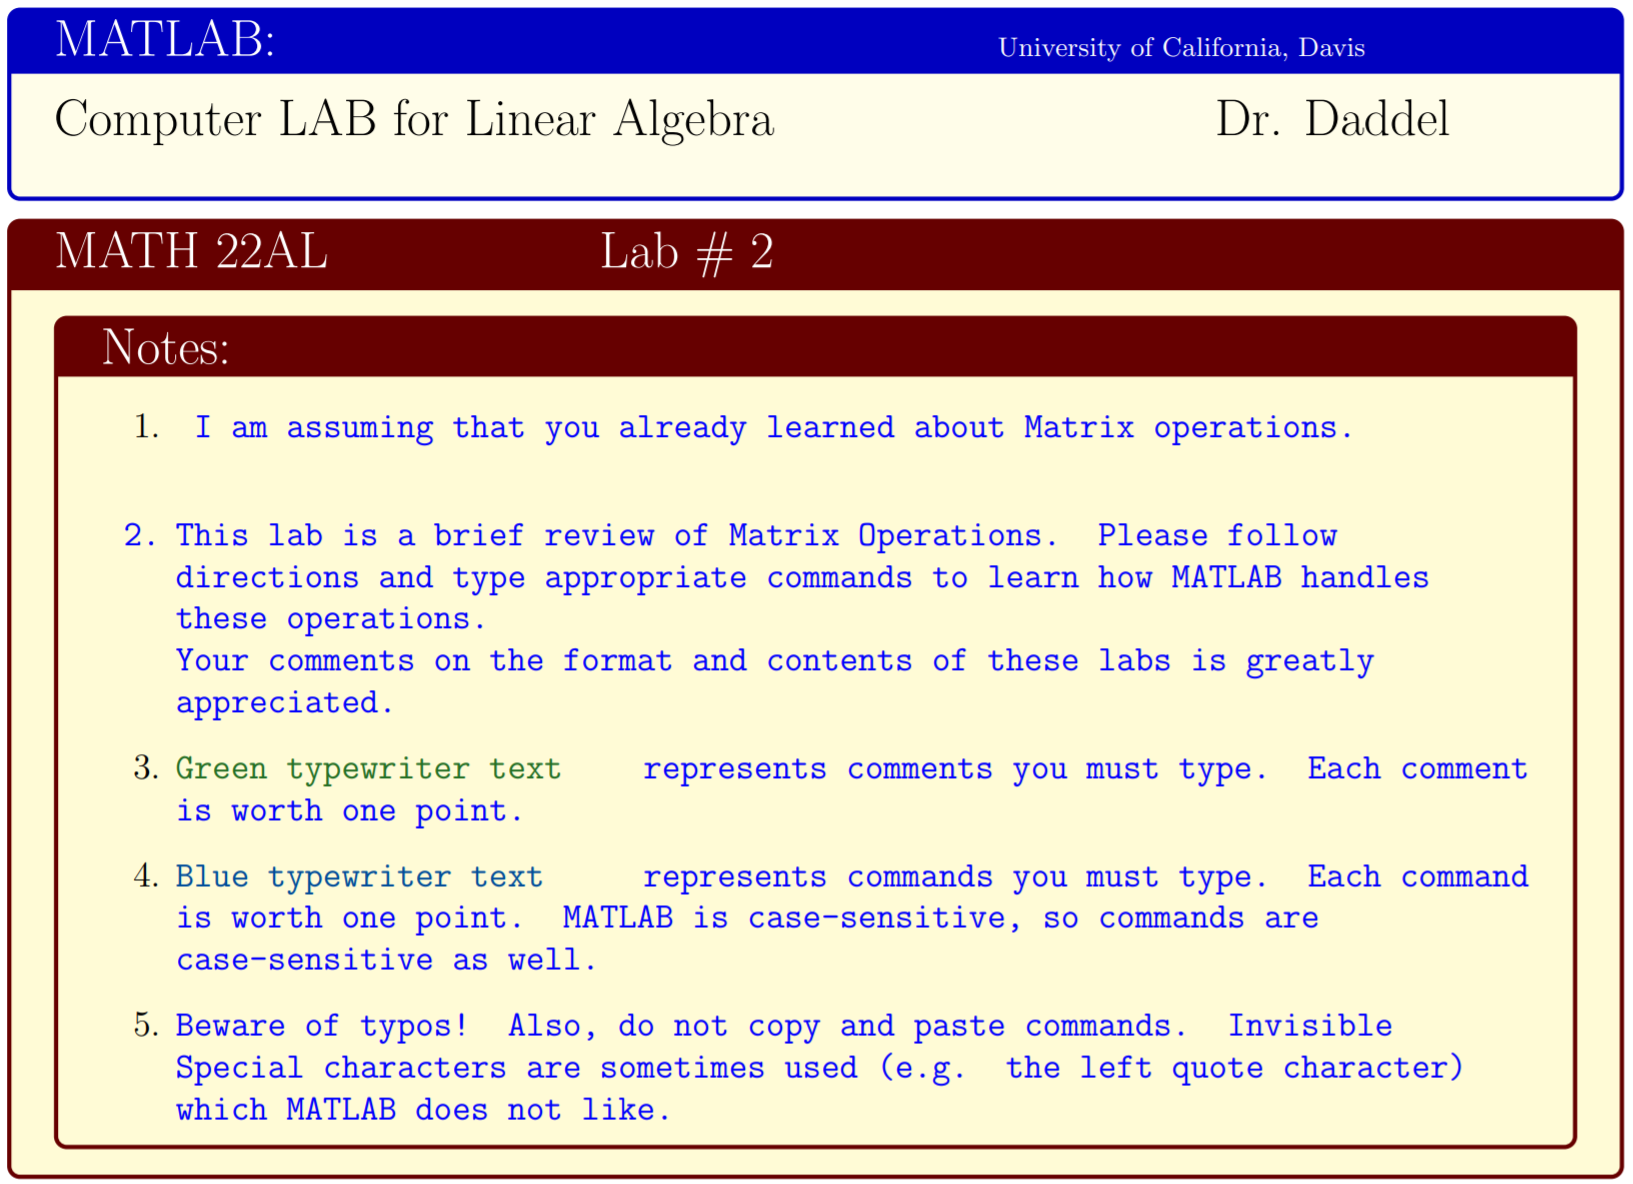 MATLAB: University of California, Davis
Computer LAB for Linear Algebra Dr. Daddel
MATH 22AL Lab # 2
Notes:
1. I am assuming that you already learned about Matrix operations.
2. This lab is a brief review of Matrix Operations. Please follow
directions and type appropriate commands to learn how MATLAB handles
these operations.
Your comments on the format and contents of these labs is greatly
appreciated.
3. Green typewriter text represents comments you must type. Each comment
is worth one point.
4. Blue typewriter text represents commands you must type. Each command
is worth one point. MATLAB is case-sensitive, so commands are
case-sensitive as well.
5. Beware of typos! Also, do not copy and paste commands. Invisible
Special characters are sometimes used (e.g. the left quote character)
which MATLAB does not like.